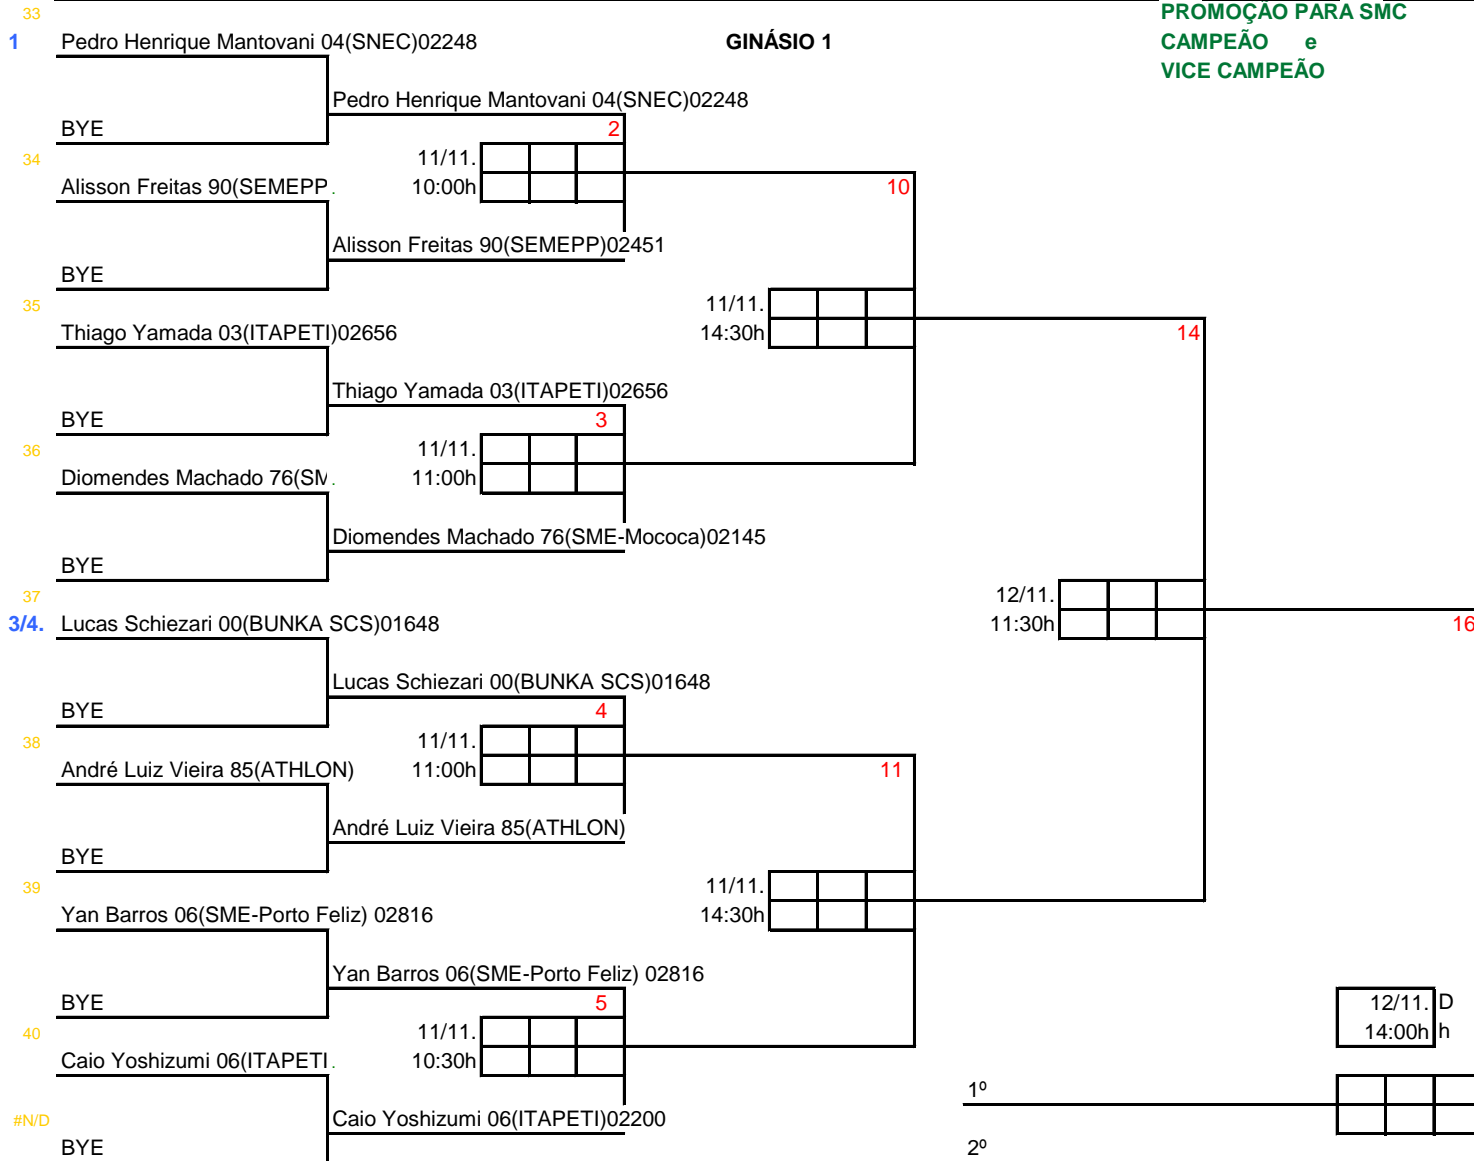 33
PROMOÇÃO PARA SMC
1 Pedro Henrique Mantovani 04(SNEC)02248 GINÁSIO 1 CAMPEÃO e
VICE CAMPEÃO
Pedro Henrique Mantovani 04(SNEC)02248
BYE 2
34 11/11.
Alisson Freitas 90(SEMEPP . 10:00h 10
Alisson Freitas 90(SEMEPP)02451
BYE
35 11/11.
Thiago Yamada 03(ITAPETI)02656 14:30h 14
Thiago Yamada 03(ITAPETI)02656
BYE 3
36 11/11.
Diomendes Machado 76(SM . 11:00h
Diomendes Machado 76(SME-Mococa)02145
BYE
37 12/11.
3/4. Lucas Schiezari 00(BUNKA SCS)01648 11:30h 16
Lucas Schiezari 00(BUNKA SCS)01648
BYE 4
38 11/11.
André Luiz Vieira 85(ATHLON) 11:00h 11
André Luiz Vieira 85(ATHLON)
BYE
39 11/11.
Yan Barros 06(SME-Porto Feliz) 02816 14:30h
Yan Barros 06(SME-Porto Feliz) 02816
BYE 5 12/11. D
40 11/11. 14:00h h
Caio Yoshizumi 06(ITAPETI . 10:30h
1º
#N/D Caio Yoshizumi 06(ITAPETI)02200
BYE 2º